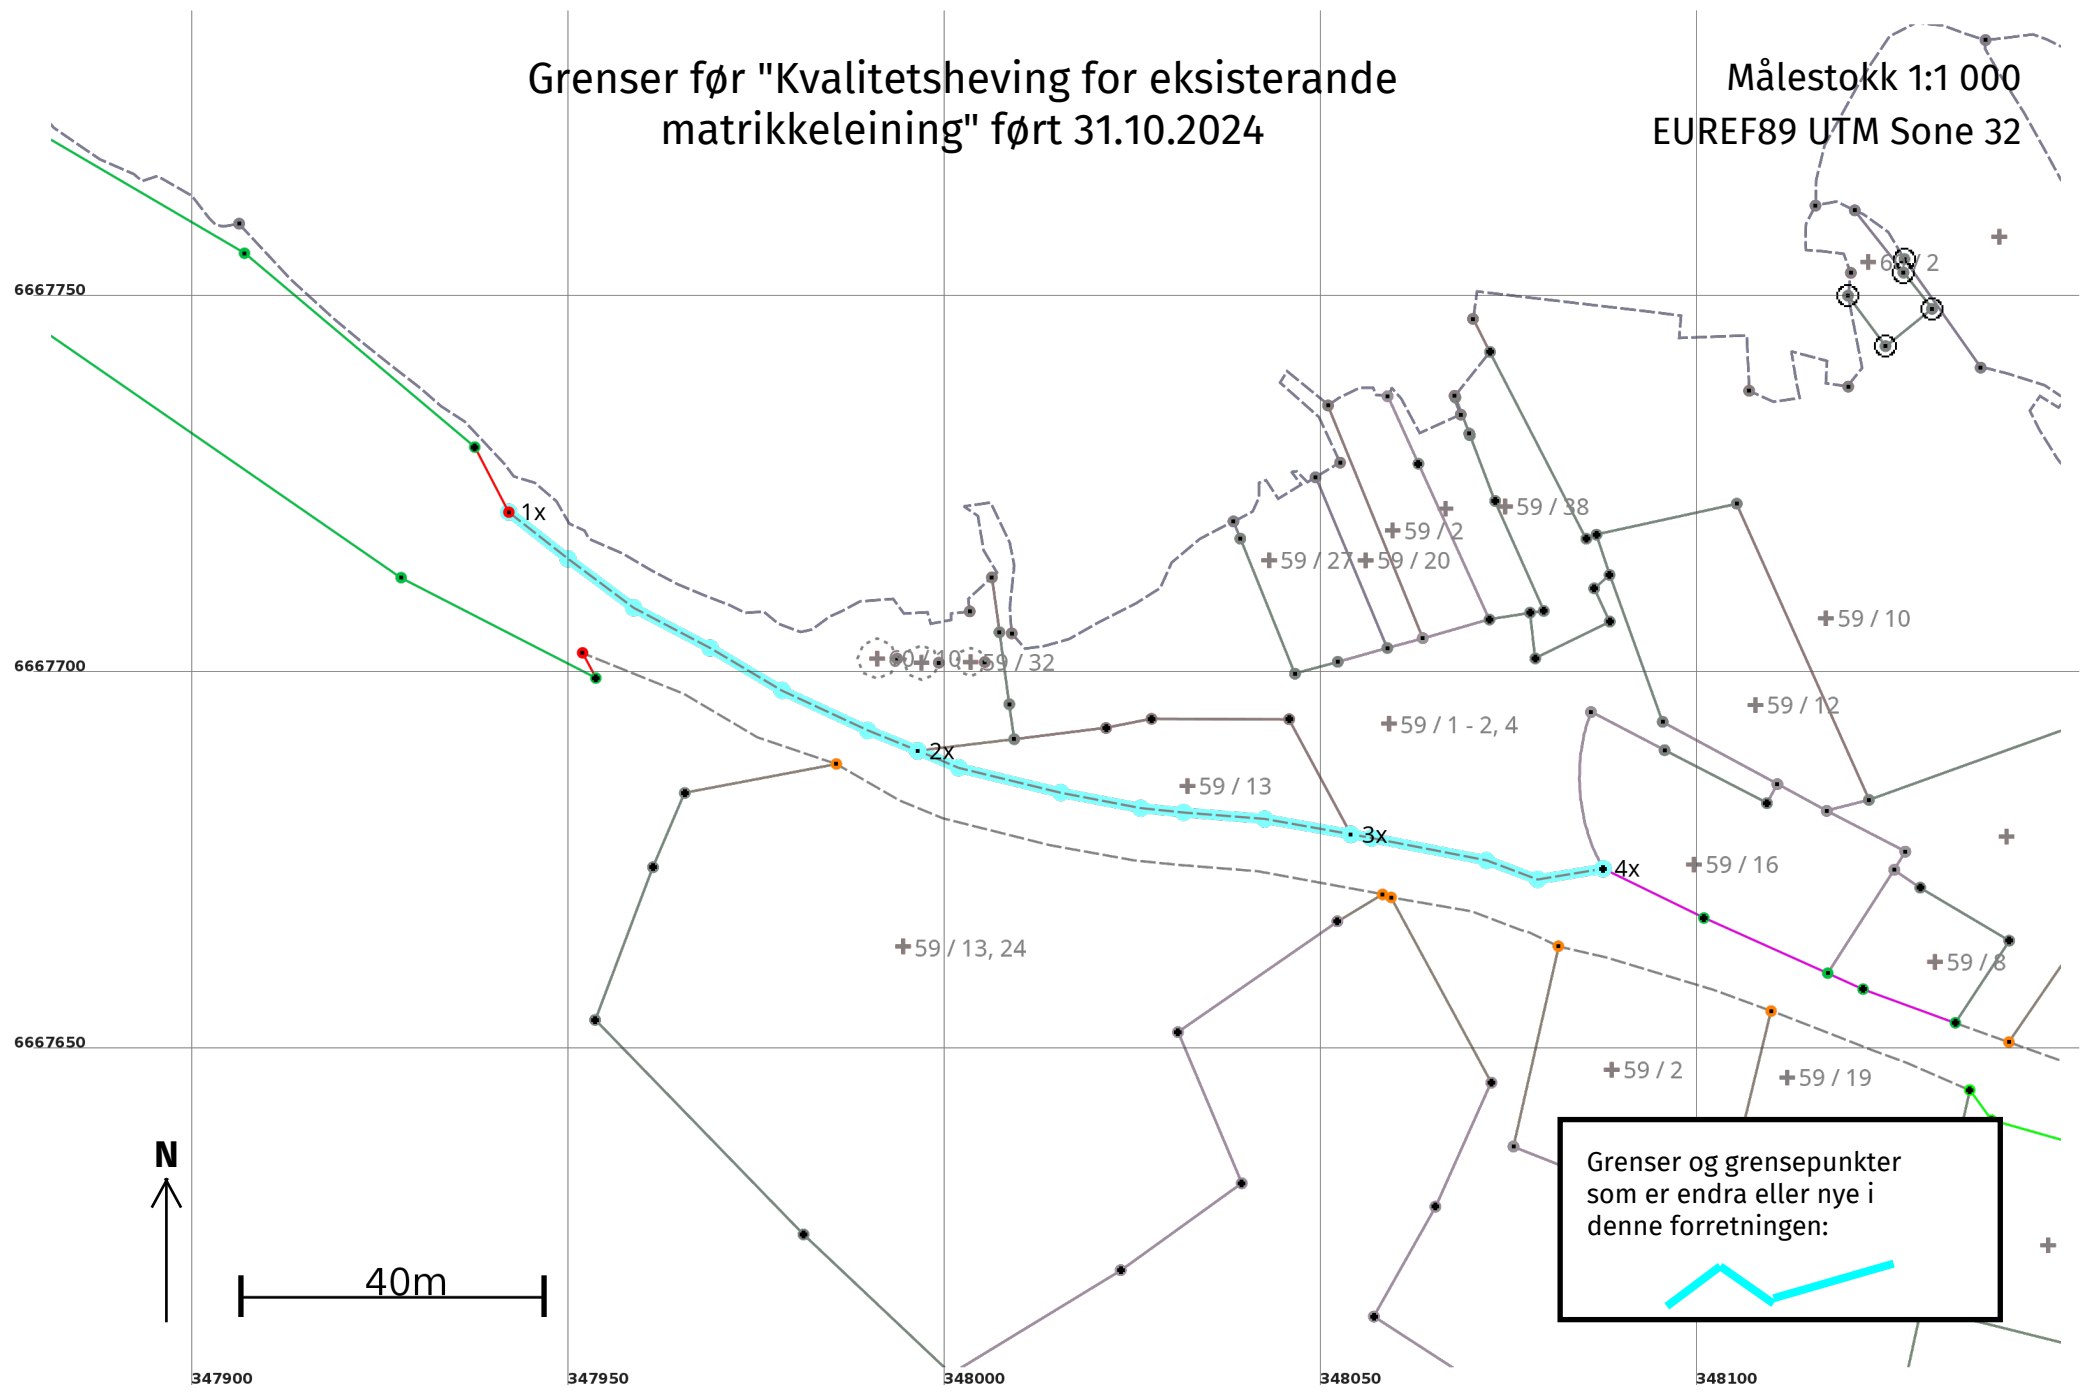 Grenser før "Kvalitetsheving for eksisterande
matrikkeleining" ført 31.10.2024
Målestokk 1:1 000
EUREF89 UTM Sone 32
/ 2
6667750
1x
59 / 38
59 / 2
59 / 27
59 / 20
59 / 10
6667700
59 / 32
59 / 12
59 / 1 - 2, 4
2x
59 / 13
3x
59 / 16
4x
59 / 13, 24
59 / 8
6667650
59 / 2
59 / 19
N
40m
Grenser og grensepunkter
som er endra eller nye i
denne forretningen:
347900
347950
348000
348050
348100